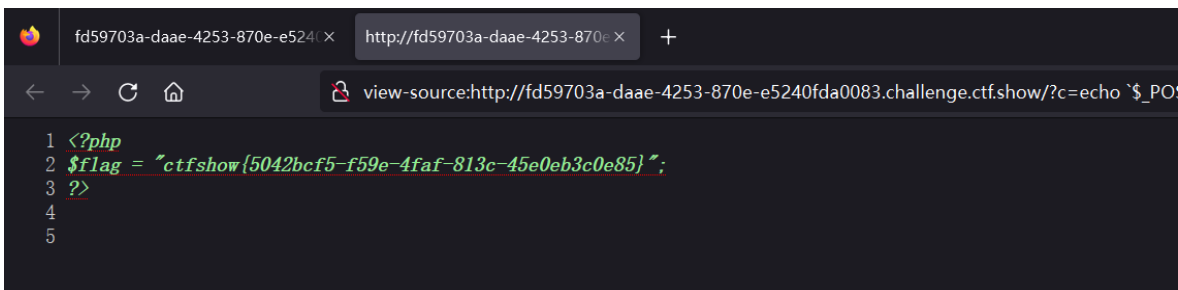 fd59703a-daae-4253-870e-e524 http://fd59703a-daae-4253-870e
view-source:http://fd59703a-daae-4253-870e-e5240fda0083.challenge.ctf.show/?c=echo `$_POS
1 <?php
2 $flag = "ctfshow{5042bcf5-f59e-4faf-813c-45e0eb3c0e85}";
3 ?>
4
5